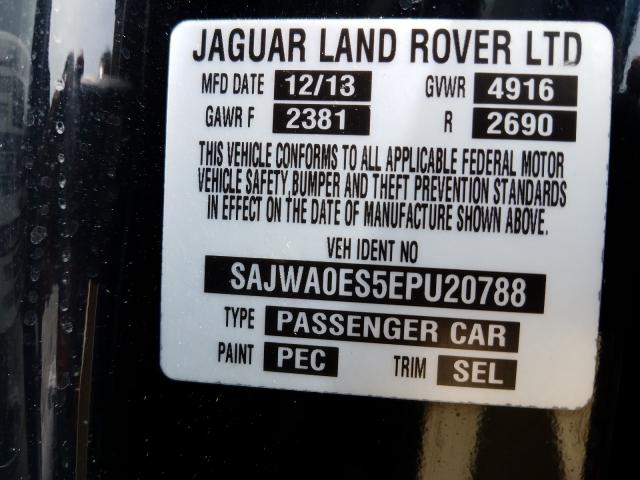 JAGUAR LAND ROVER LTD
MFD DATE 12/13 GVWR 4916
GAWR F 2381 R 2690
THIS VEHICLE CONFORMS TO ALL APPLICABLE FEDERAL MOTOR
VEHICLE SAFETY,BUMPER AND THEFT PREVENTION STANDARDS
IN EFFECT ON THE DATE OF MANUFACTURE SHOWN ABOVE.
VEH IDENT NO
SAJWA0ES5EPU20788
TYPE PASSENGER CAR
PAINT PEC TRIM SEL